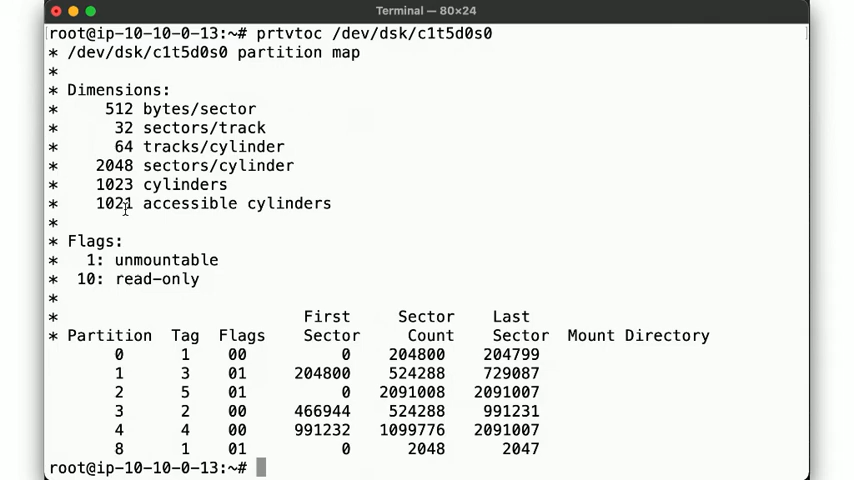 Terminal — 80×24
root@ip-10-10-0-13:~# prtvtoc /dev/dsk/c1t5d0s0
* /dev/dsk/c1t5d0s0 partition map
*
* Dimensions:
*     512 bytes/sector
*      32 sectors/track
*      64 tracks/cylinder
*    2048 sectors/cylinder
*    1023 cylinders
*    1021 accessible cylinders
*
* Flags:
*   1: unmountable
*  10: read-only
*
*                          First     Sector    Last
* Partition  Tag  Flags    Sector     Count    Sector  Mount Directory
       0      1    00          0    204800    204799
       1      3    01     204800    524288    729087
       2      5    01          0   2091008   2091007
       3      2    00     466944    524288    991231
       4      4    00     991232   1099776   2091007
       8      1    01          0      2048      2047
root@ip-10-10-0-13:~#